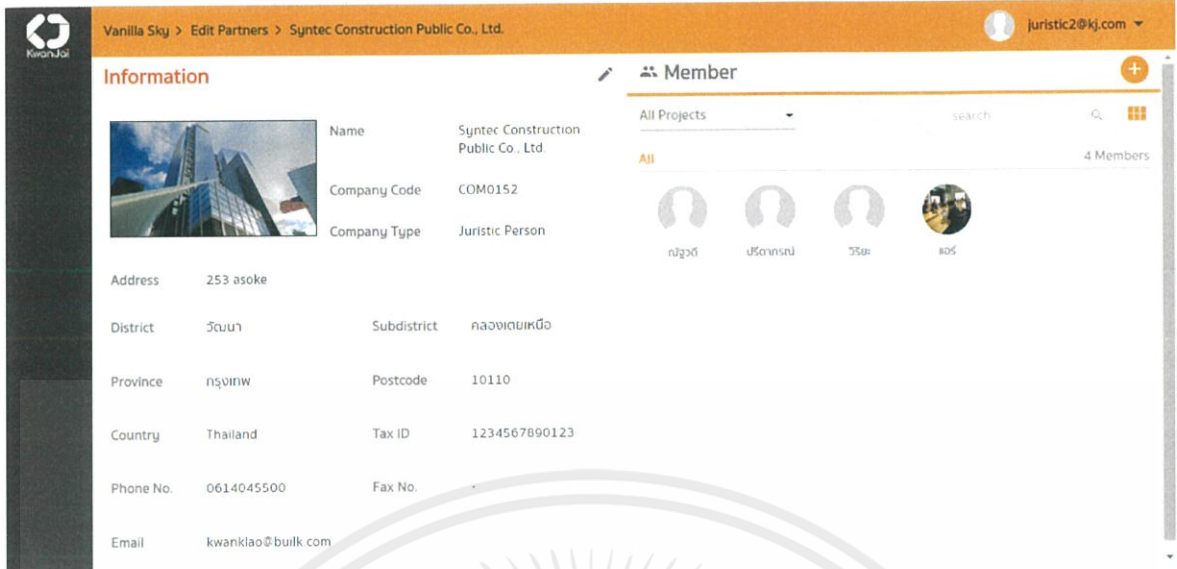 KwanJai
Vanilla Sky > Edit Partners > Syntec Construction Public Co., Ltd.
juristic2@kj.com
Information
Name Syntec Construction
Public Co., Ltd.
Company Code COM0152
Company Type Juristic Person
Address 253 asoke
District วัฒนา Subdistrict คลองเตยเหนือ
Province กรุงเทพ Postcode 10110
Country Thailand Tax ID 1234567890123
Phone No. 0614045500 Fax No. -
Email kwanklao@builk.com
Member
+
All Projects search
All 4 Members
ณัฐวดี ปรีดาภรณ์ วิริยะ แอร์